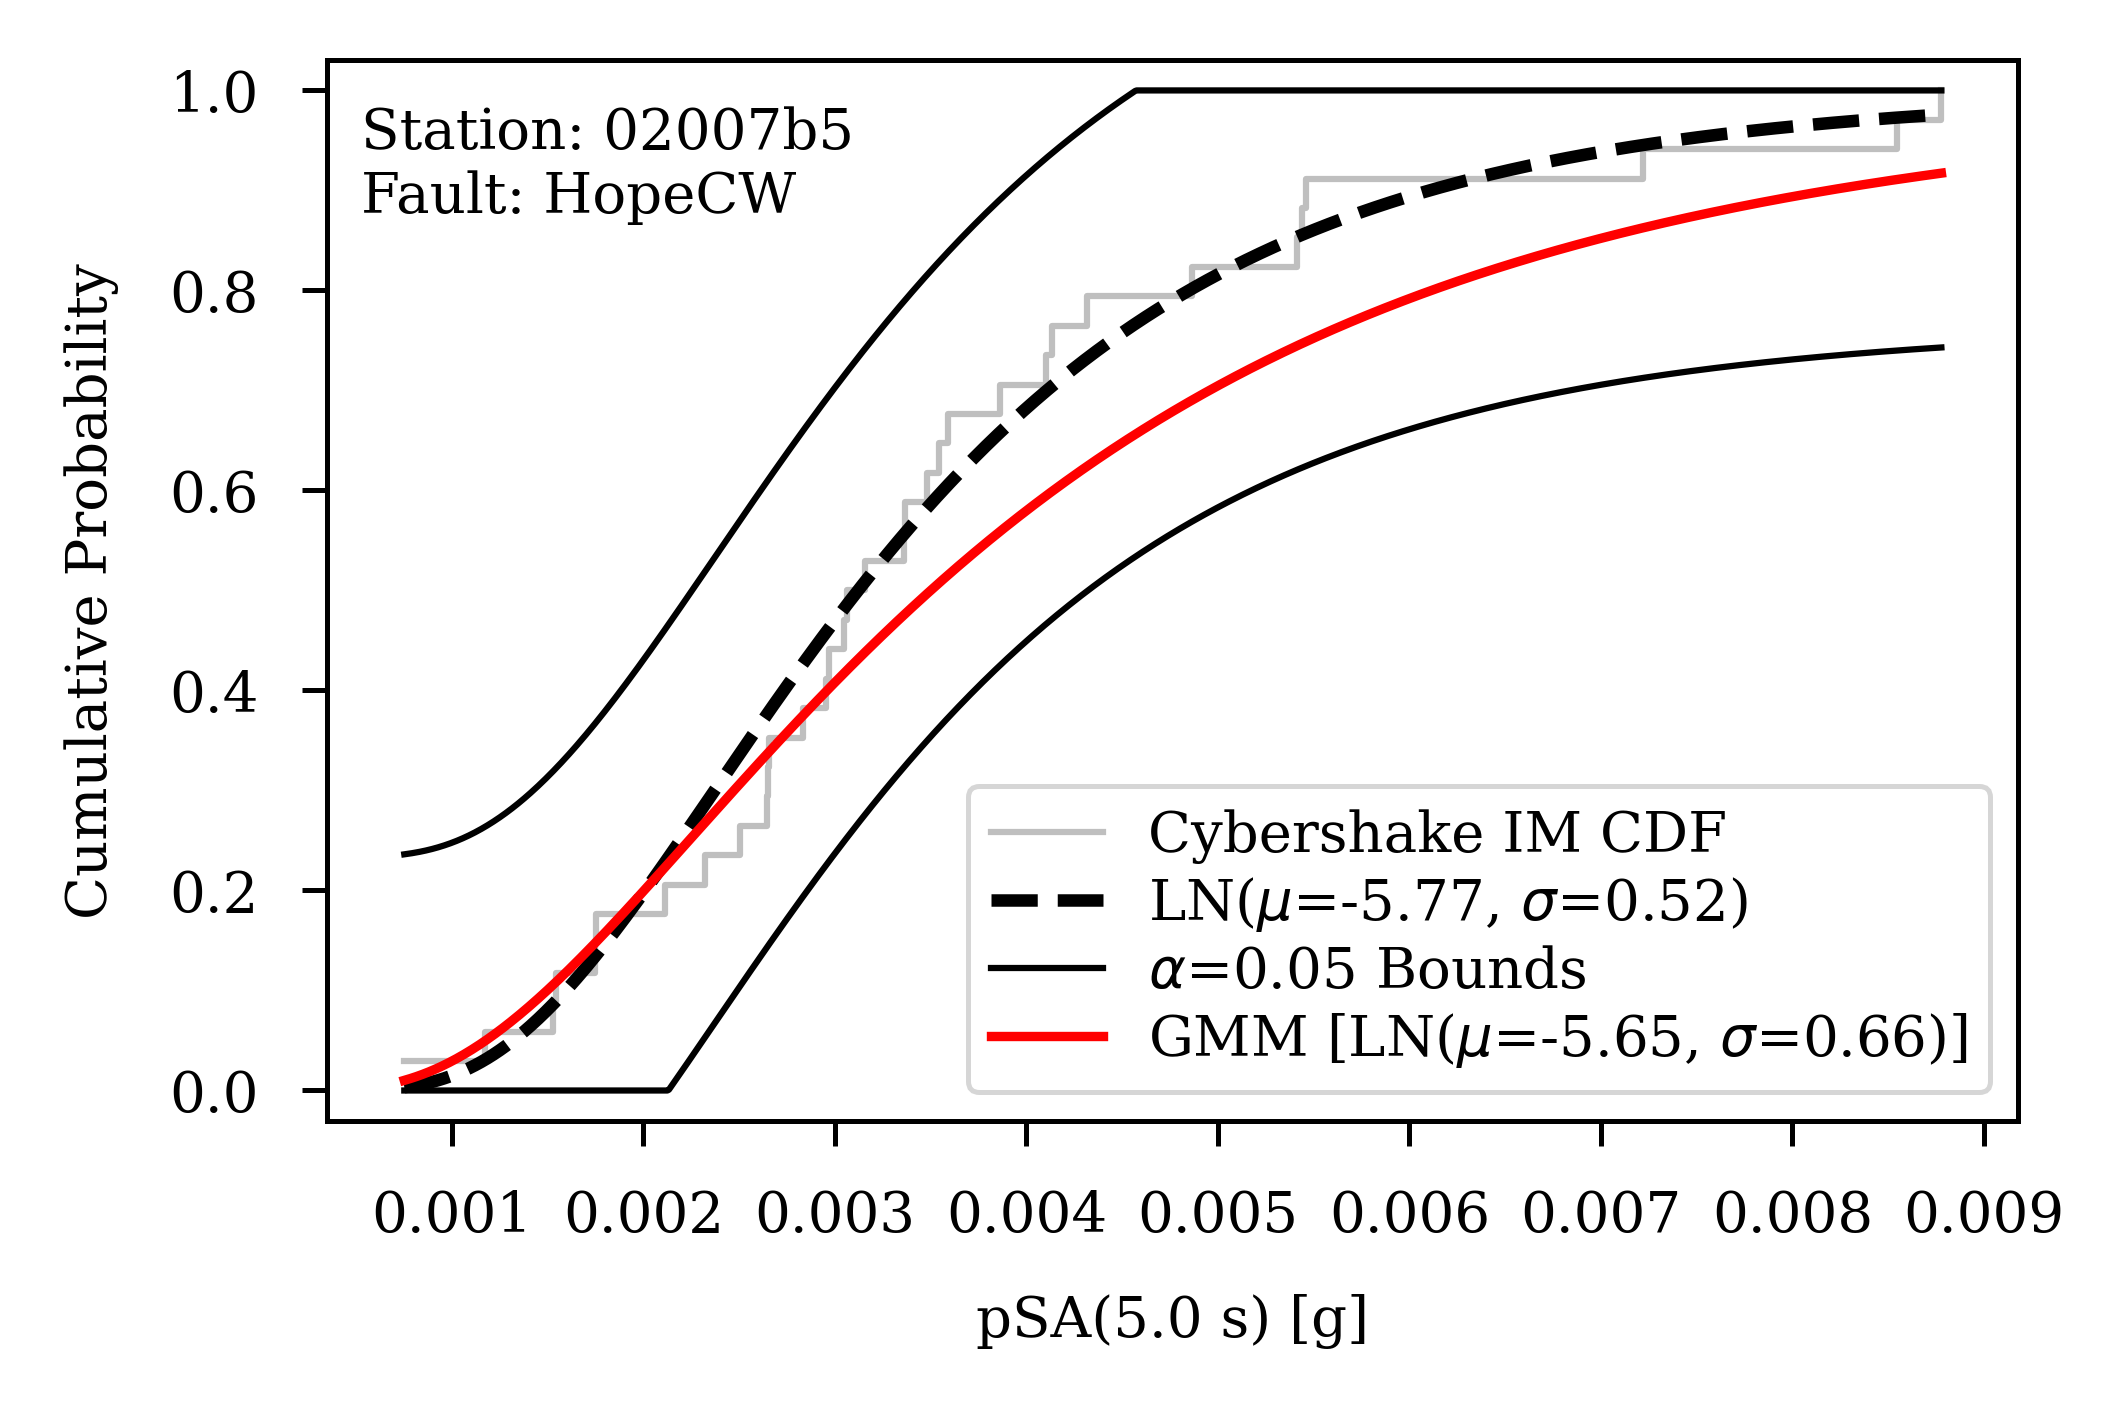 Station: 02007b5
Fault: HopeCW
1.0
0.8
0.6
0.4
0.2
0.0
Cumulative Probability
Cybershake IM CDF
LN(μ=-5.77, σ=0.52)
α=0.05 Bounds
GMM [LN(μ=-5.65, σ=0.66)]
0.001 0.002 0.003 0.004 0.005 0.006 0.007 0.008 0.009
pSA(5.0 s) [g]